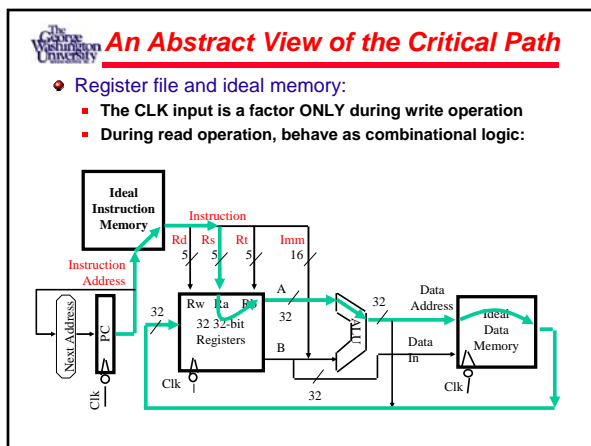 The
George
Washington
University
An Abstract View of the Critical Path
Register file and ideal memory:
The CLK input is a factor ONLY during write operation
During read operation, behave as combinational logic:
Ideal
Instruction
Memory
Instruction
Rd Rs Rt Imm
5 5 5 16
Instruction
Address
Next Address
PC
Clk
32
Rw Ra Rb
32 32-bit
Registers
Clk
A
32
B
32
ALU
32
Data
Address
Data
In
Ideal
Data
Memory
Clk